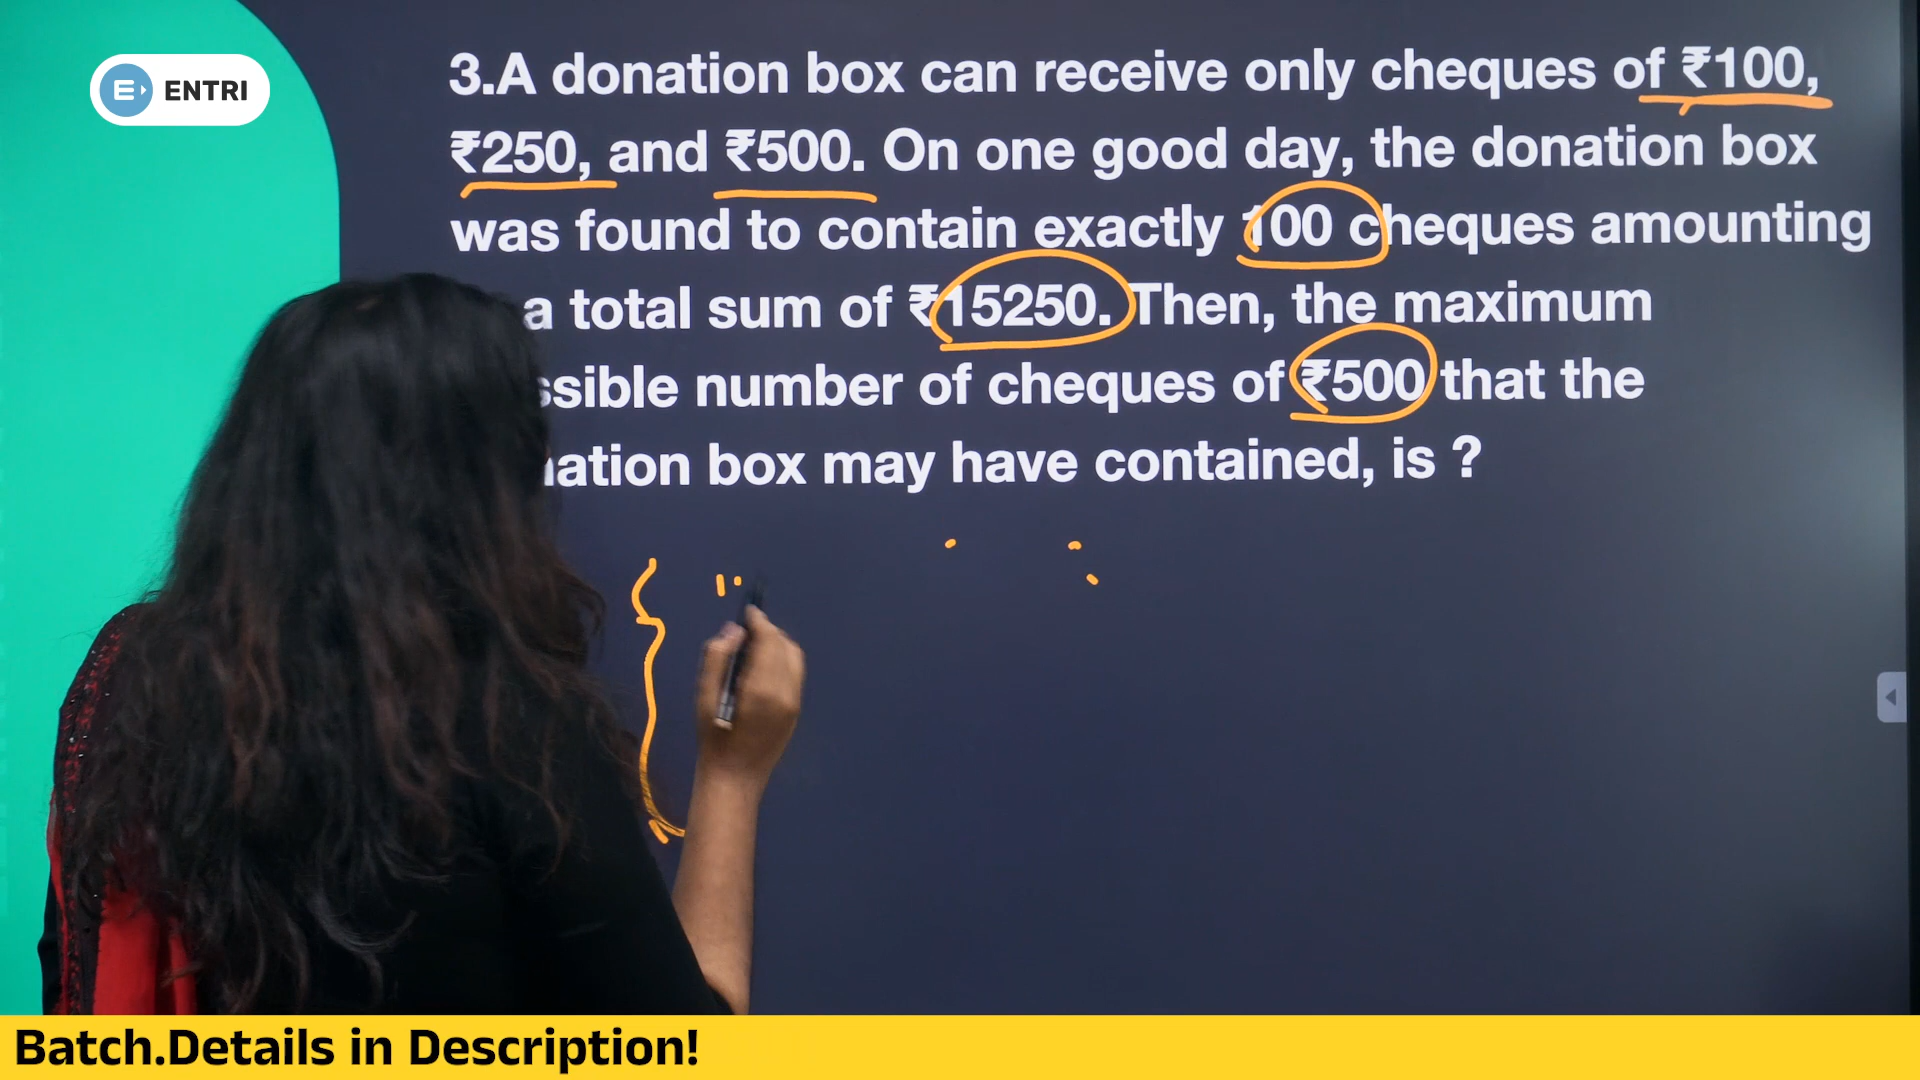 ENTRI
3.A donation box can receive only cheques of ₹100,
₹250, and ₹500. On one good day, the donation box
was found to contain exactly 100 cheques amounting
a total sum of ₹15250. Then, the maximum
ssible number of cheques of ₹500 that the
nation box may have contained, is ?
Batch.Details in Description!